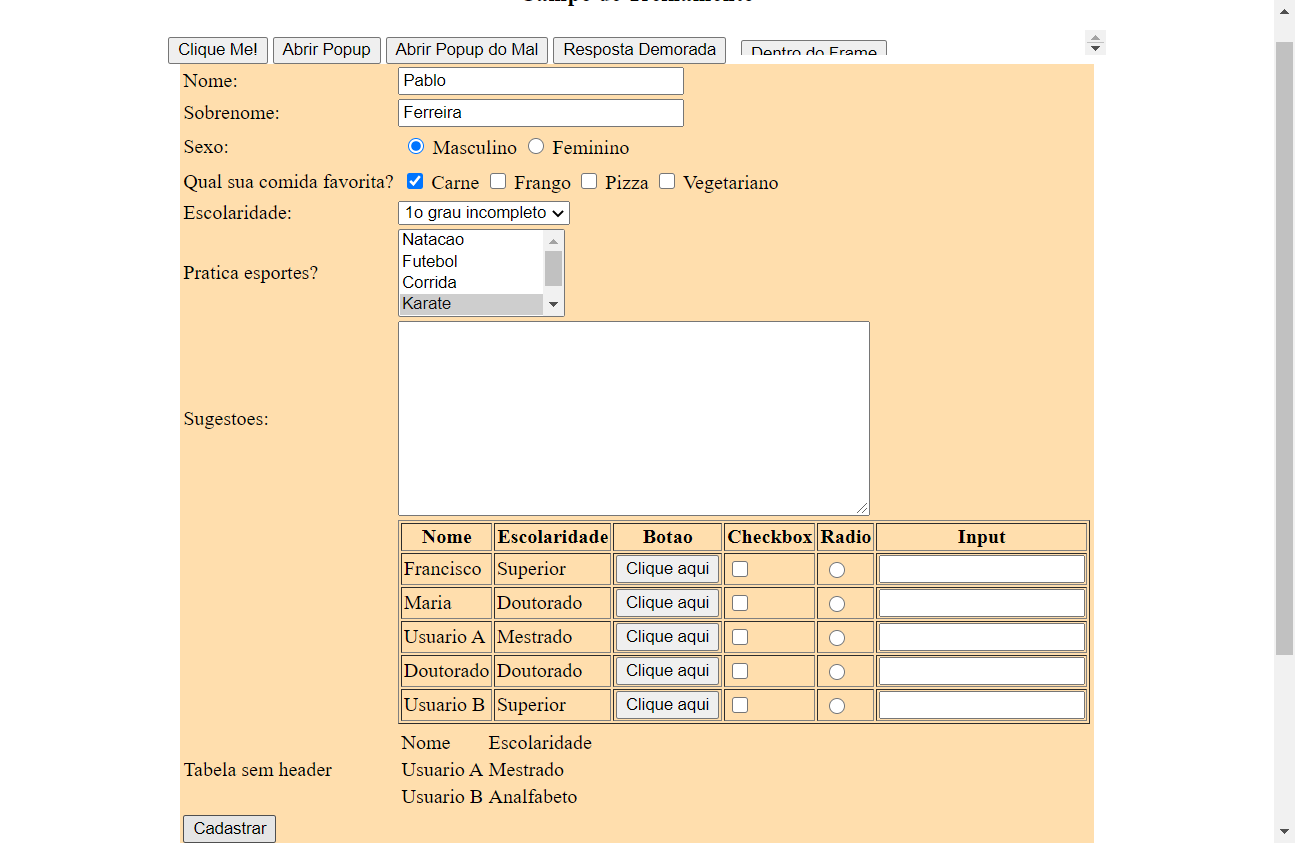 Clique Me! Abrir Popup Abrir Popup do Mal Resposta Demorada Dentro do Frame
Nome: Pablo
Sobrenome: Ferreira
Sexo: Masculino Feminino
Qual sua comida favorita? Carne Frango Pizza Vegetariano
Escolaridade: 1o grau incompleto
Natacao
Futebol
Pratica esportes?
Corrida
Karate
Sugestoes:
Nome Escolaridade Botao Checkbox Radio Input
Francisco Superior Clique aqui
Maria Doutorado Clique aqui
Usuario A Mestrado Clique aqui
Doutorado Doutorado Clique aqui
Usuario B Superior Clique aqui
Nome Escolaridade
Tabela sem header Usuario A Mestrado
Usuario B Analfabeto
Cadastrar